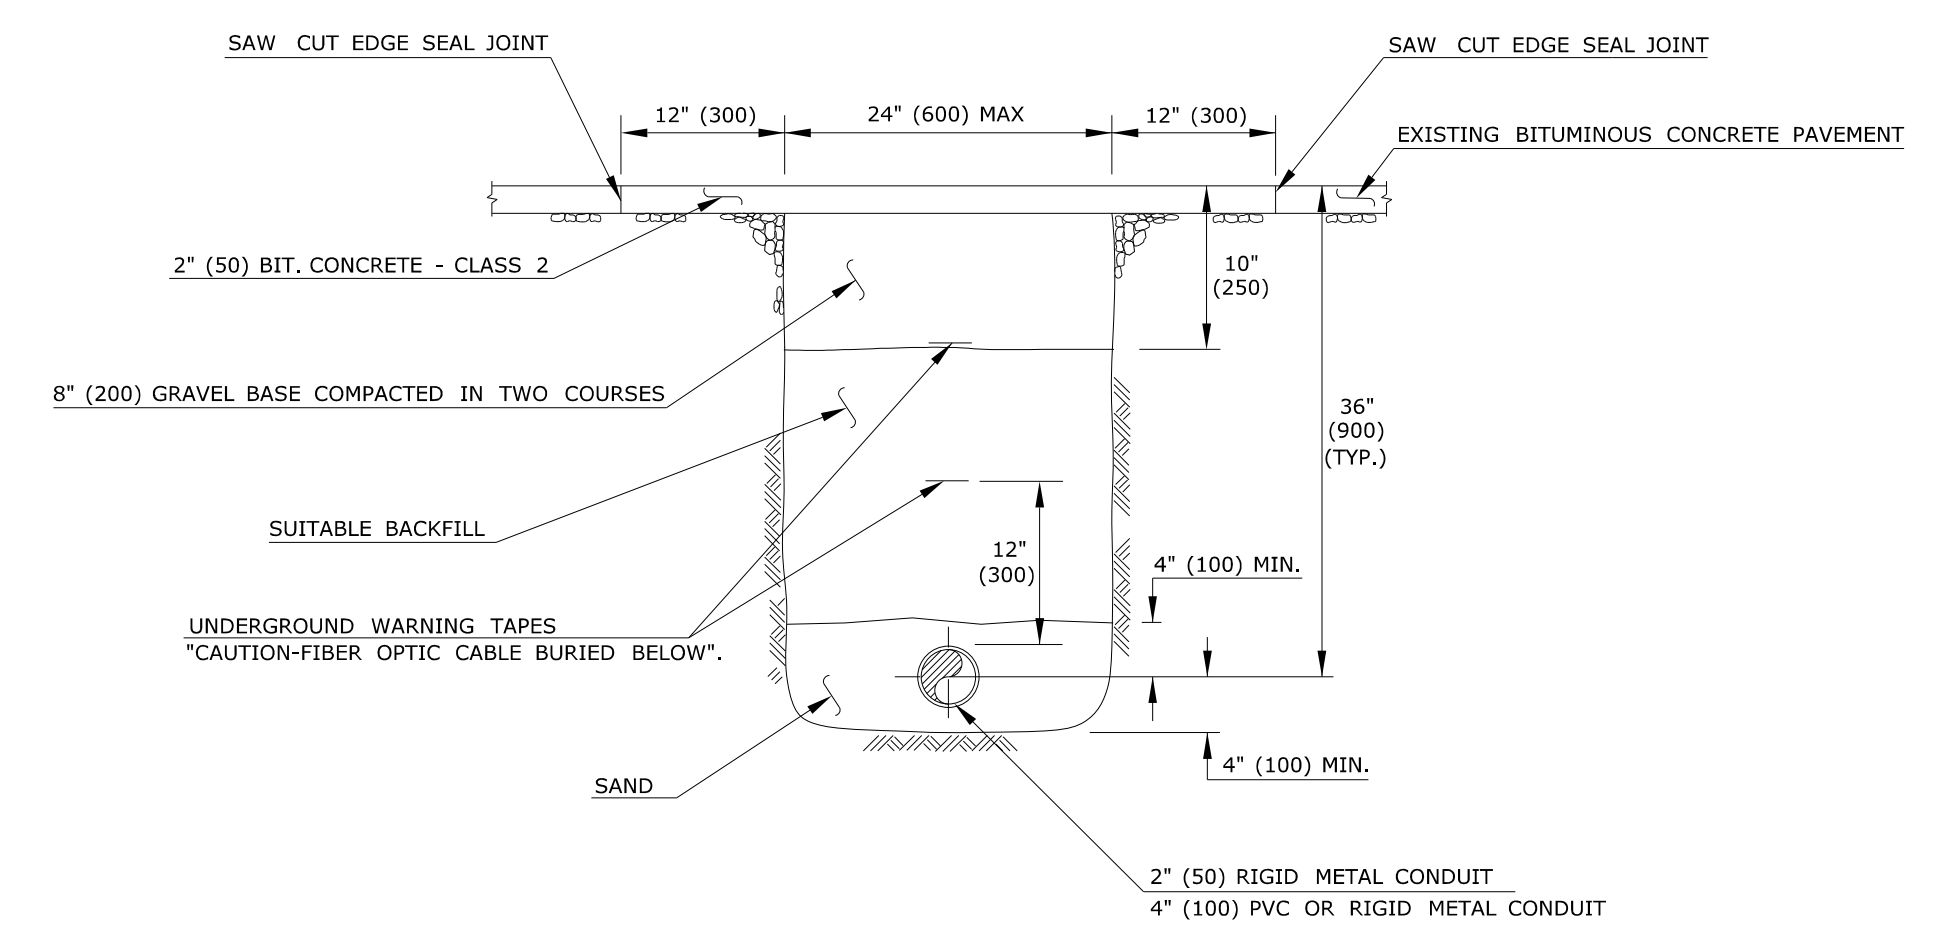 SAW CUT EDGE SEAL JOINT
SAW CUT EDGE SEAL JOINT
12" (300)
24" (600) MAX
12" (300)
EXISTING BITUMINOUS CONCRETE PAVEMENT
2" (50) BIT. CONCRETE - CLASS 2
10"
(250)
8" (200) GRAVEL BASE COMPACTED IN TWO COURSES
36"
(900)
(TYP.)
SUITABLE BACKFILL
12"
(300)
4" (100) MIN.
UNDERGROUND WARNING TAPES
"CAUTION-FIBER OPTIC CABLE BURIED BELOW".
SAND
4" (100) MIN.
2" (50) RIGID METAL CONDUIT
4" (100) PVC OR RIGID METAL CONDUIT